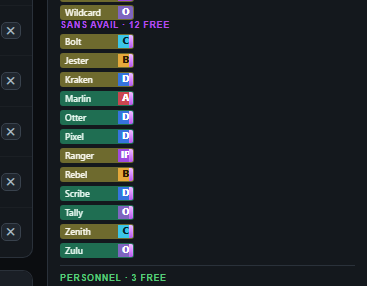 Wildcard O
SANS AVAIL · 12 FREE
✕ Bolt C
Jester B
✕ Kraken D
Marlin A
Otter D
✕ Pixel D
Ranger IP
Rebel B
✕ Scribe D
Tally O
✕ Zenith C
Zulu O
PERSONNEL · 3 FREE